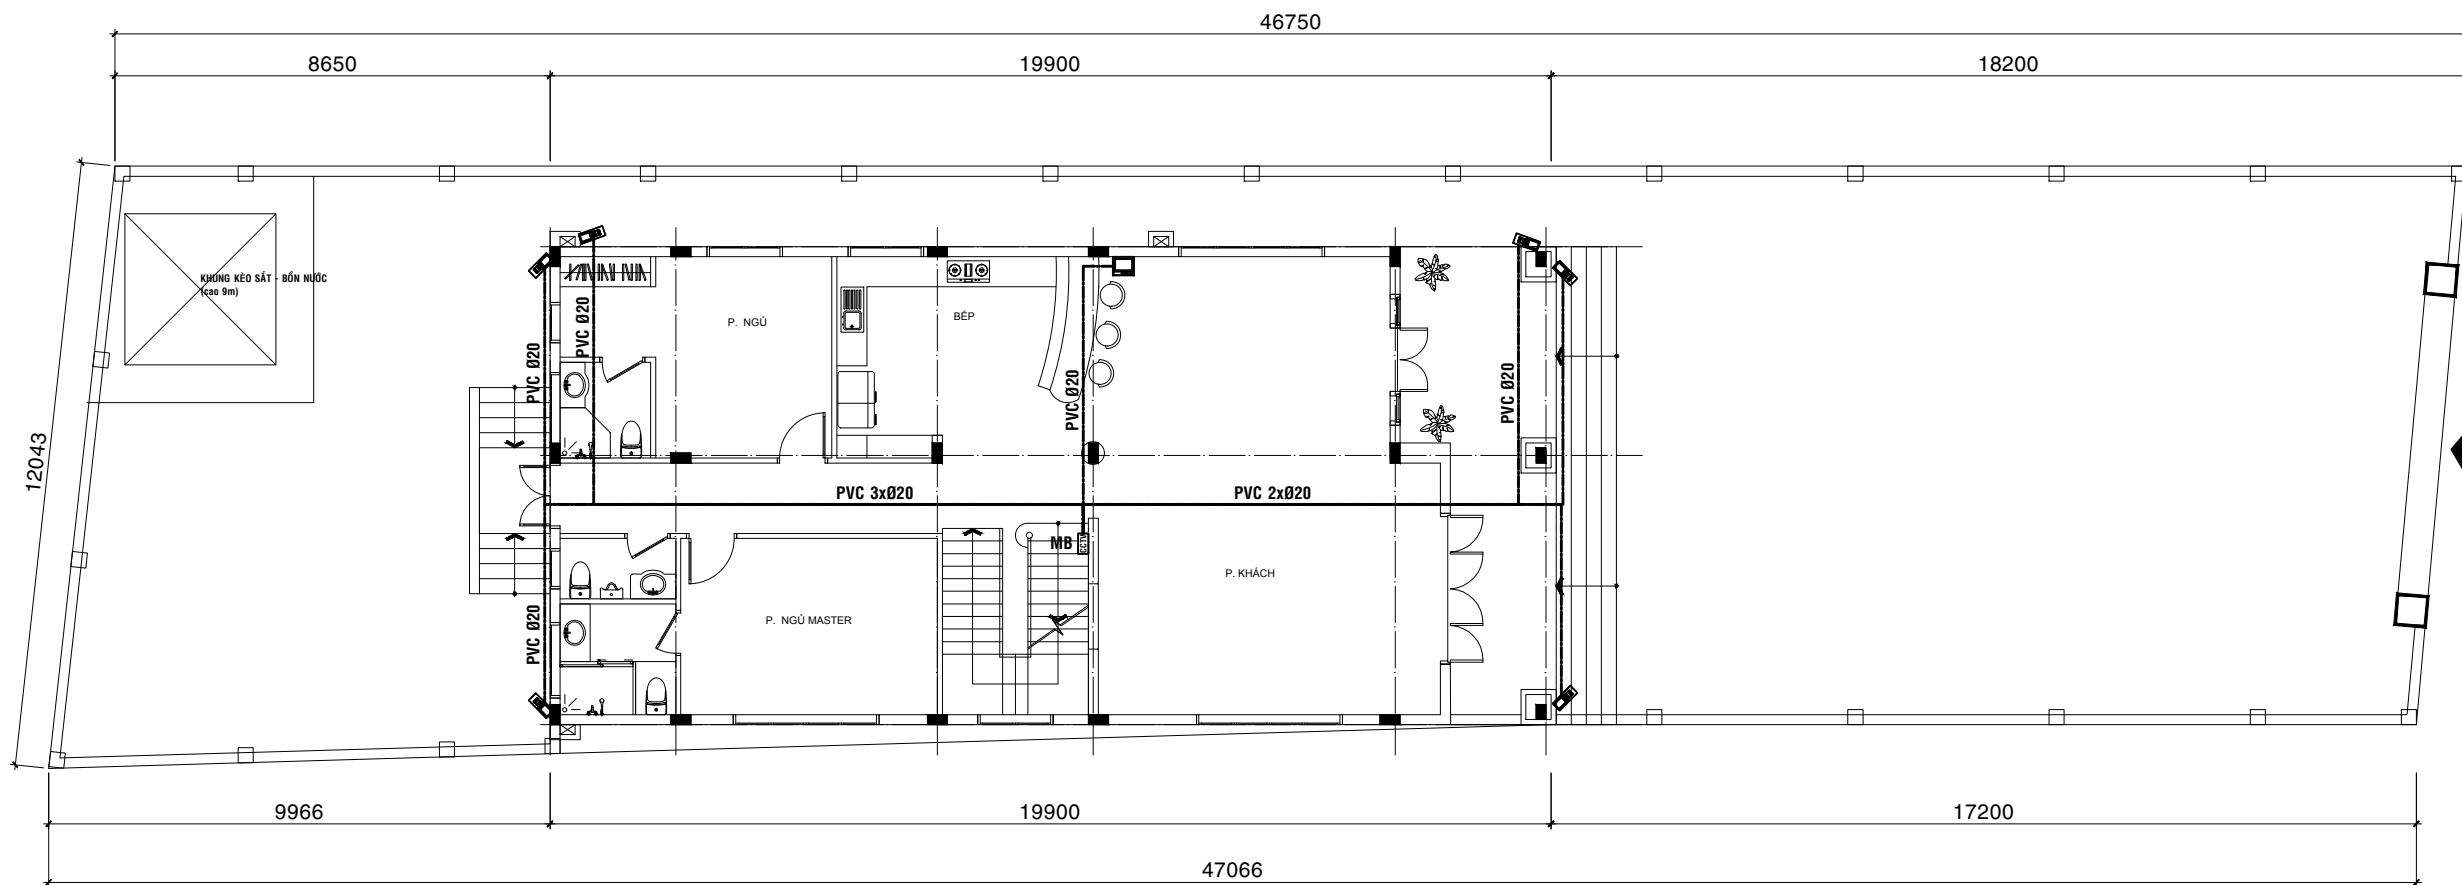 46750
8650
19900
18200
KHUNG KÈO SẮT - BỒN NƯỚC
(cao 9m)
P. NGỦ
BẾP
PVC Ø20
PVC Ø20
PVC Ø20
PVC Ø20
12043
PVC 3xØ20
PVC 2xØ20
MB
CCTV
P. KHÁCH
P. NGỦ MASTER
PVC Ø20
9966
19900
17200
47066